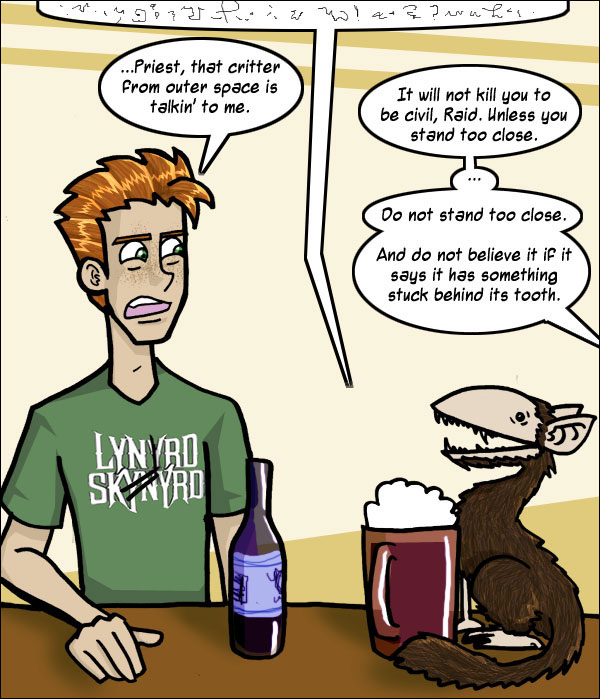 ...Priest, that critter
from outer space is
talkin' to me.
It will not kill you to
be civil, Raid. Unless you
stand too close.
...
Do not stand too close.
And do not believe it if it
says it has something
stuck behind its tooth.
LYNYRD
SKYNYRD